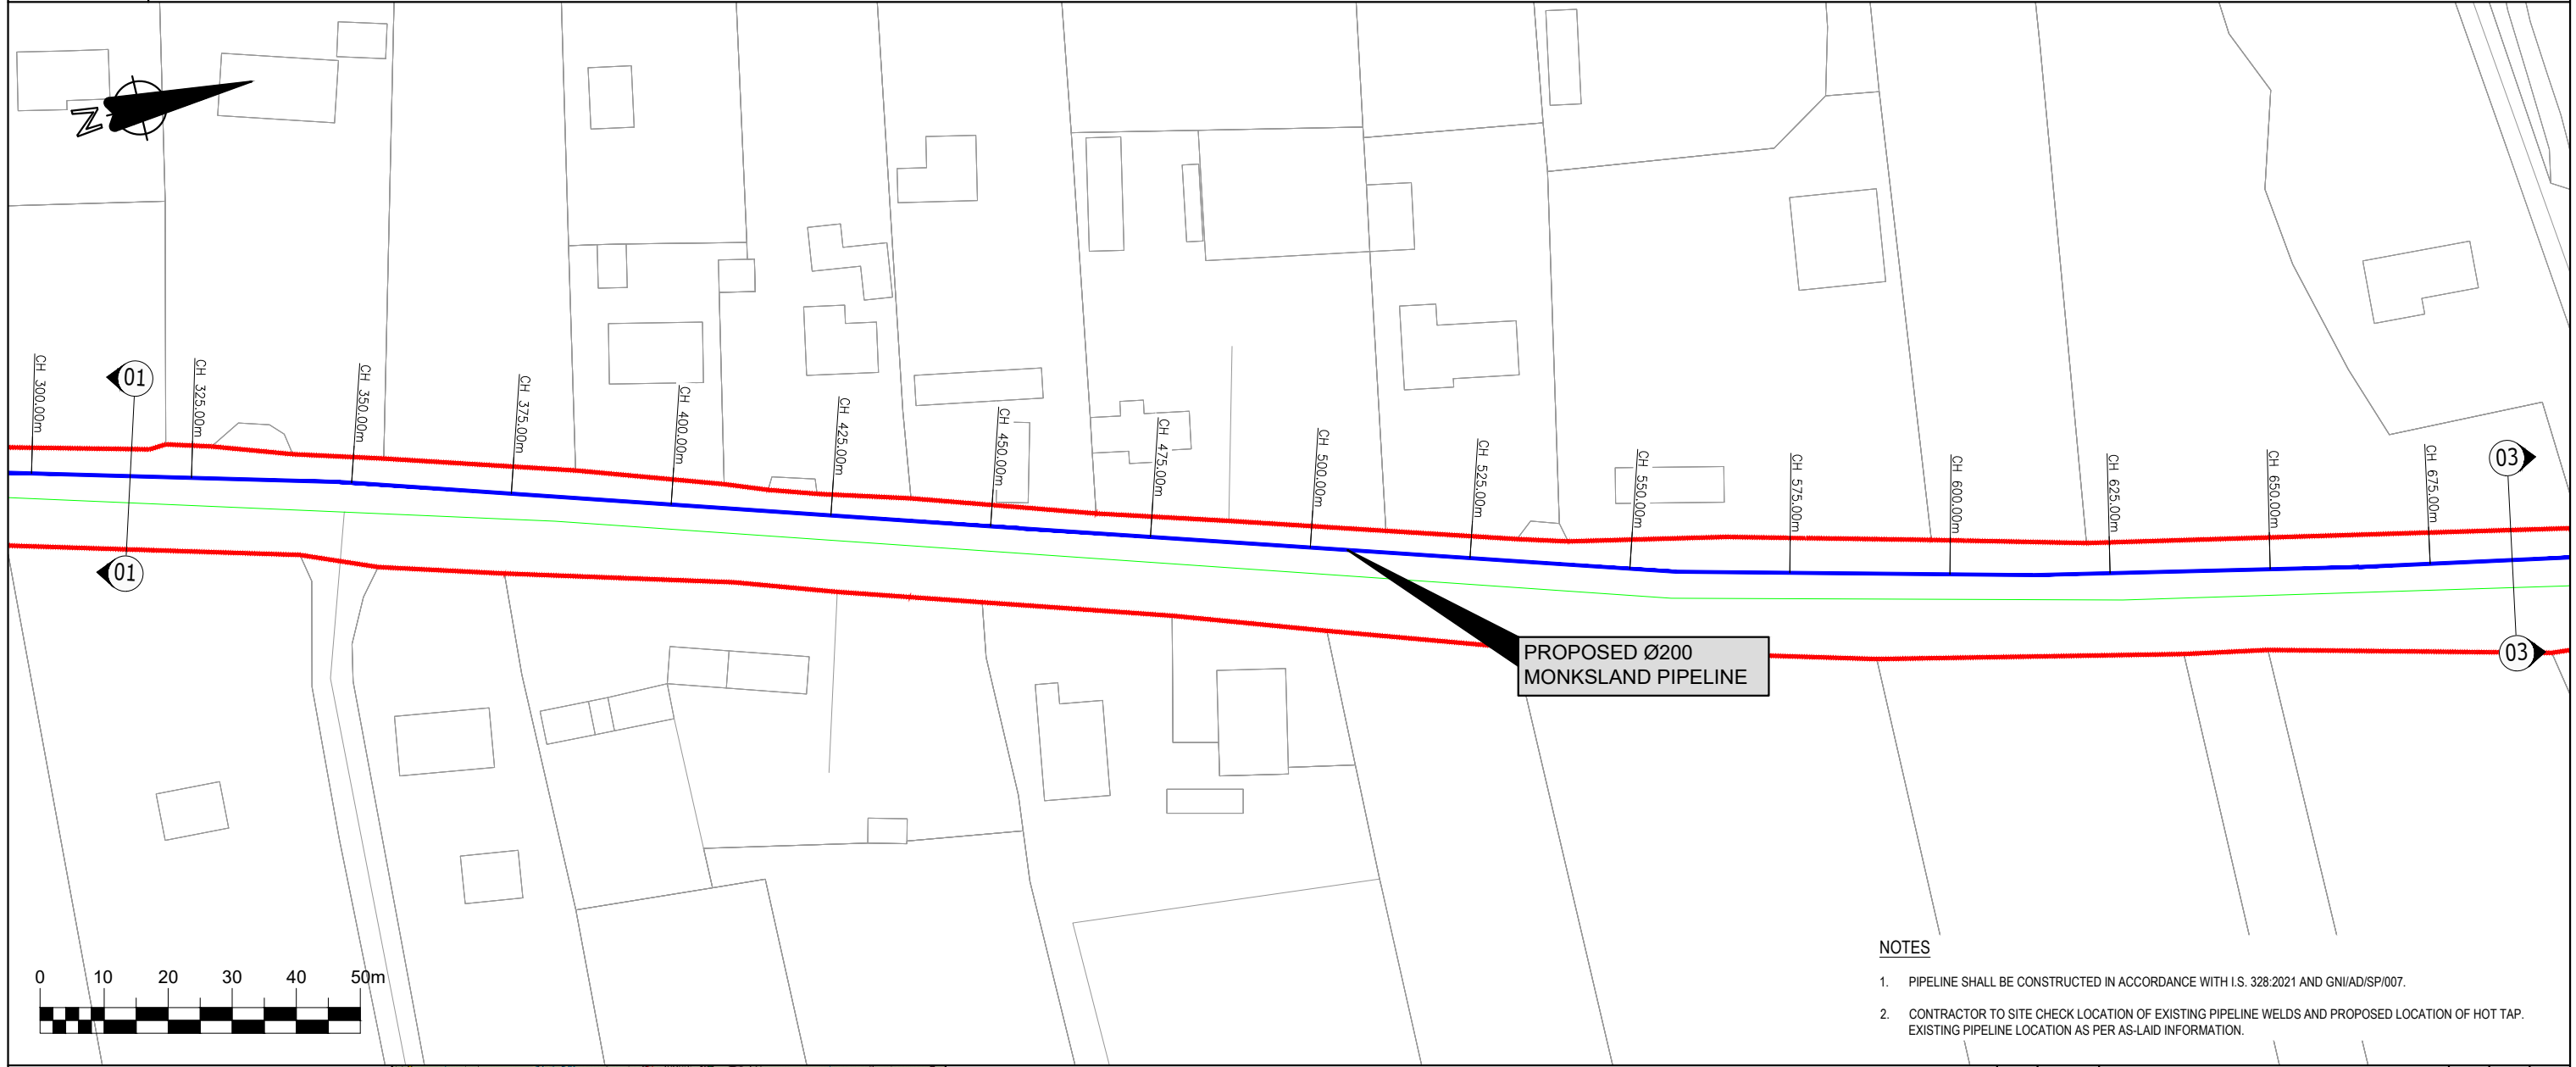 N
CH 300.00m
01
CH 325.00m
CH 350.00m
CH 375.00m
CH 400.00m
CH 425.00m
CH 450.00m
CH 475.00m
CH 500.00m
CH 525.00m
CH 550.00m
CH 575.00m
CH 600.00m
CH 625.00m
CH 650.00m
CH 675.00m
03
01
03
PROPOSED Ø200
MONKSLAND PIPELINE
0 10 20 30 40 50m
NOTES
1. PIPELINE SHALL BE CONSTRUCTED IN ACCORDANCE WITH I.S. 328:2021 AND GNI/AD/SP/007.
2. CONTRACTOR TO SITE CHECK LOCATION OF EXISTING PIPELINE WELDS AND PROPOSED LOCATION OF HOT TAP.
EXISTING PIPELINE LOCATION AS PER AS-LAID INFORMATION.